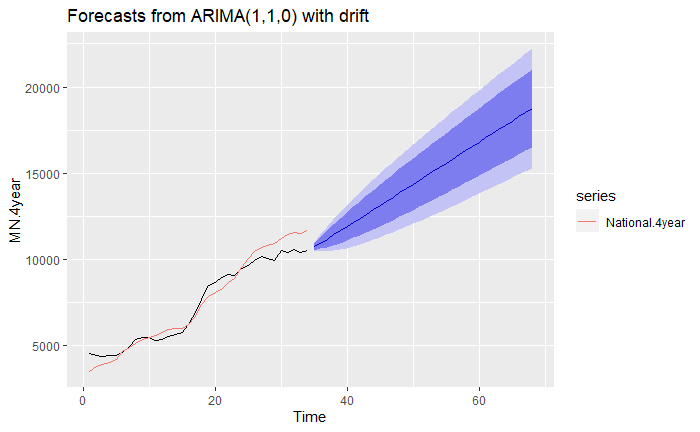 Forecasts from ARIMA(1,1,0) with drift
MN.4year
20000
15000
10000
5000
0
20
40
60
Time
series
National.4year